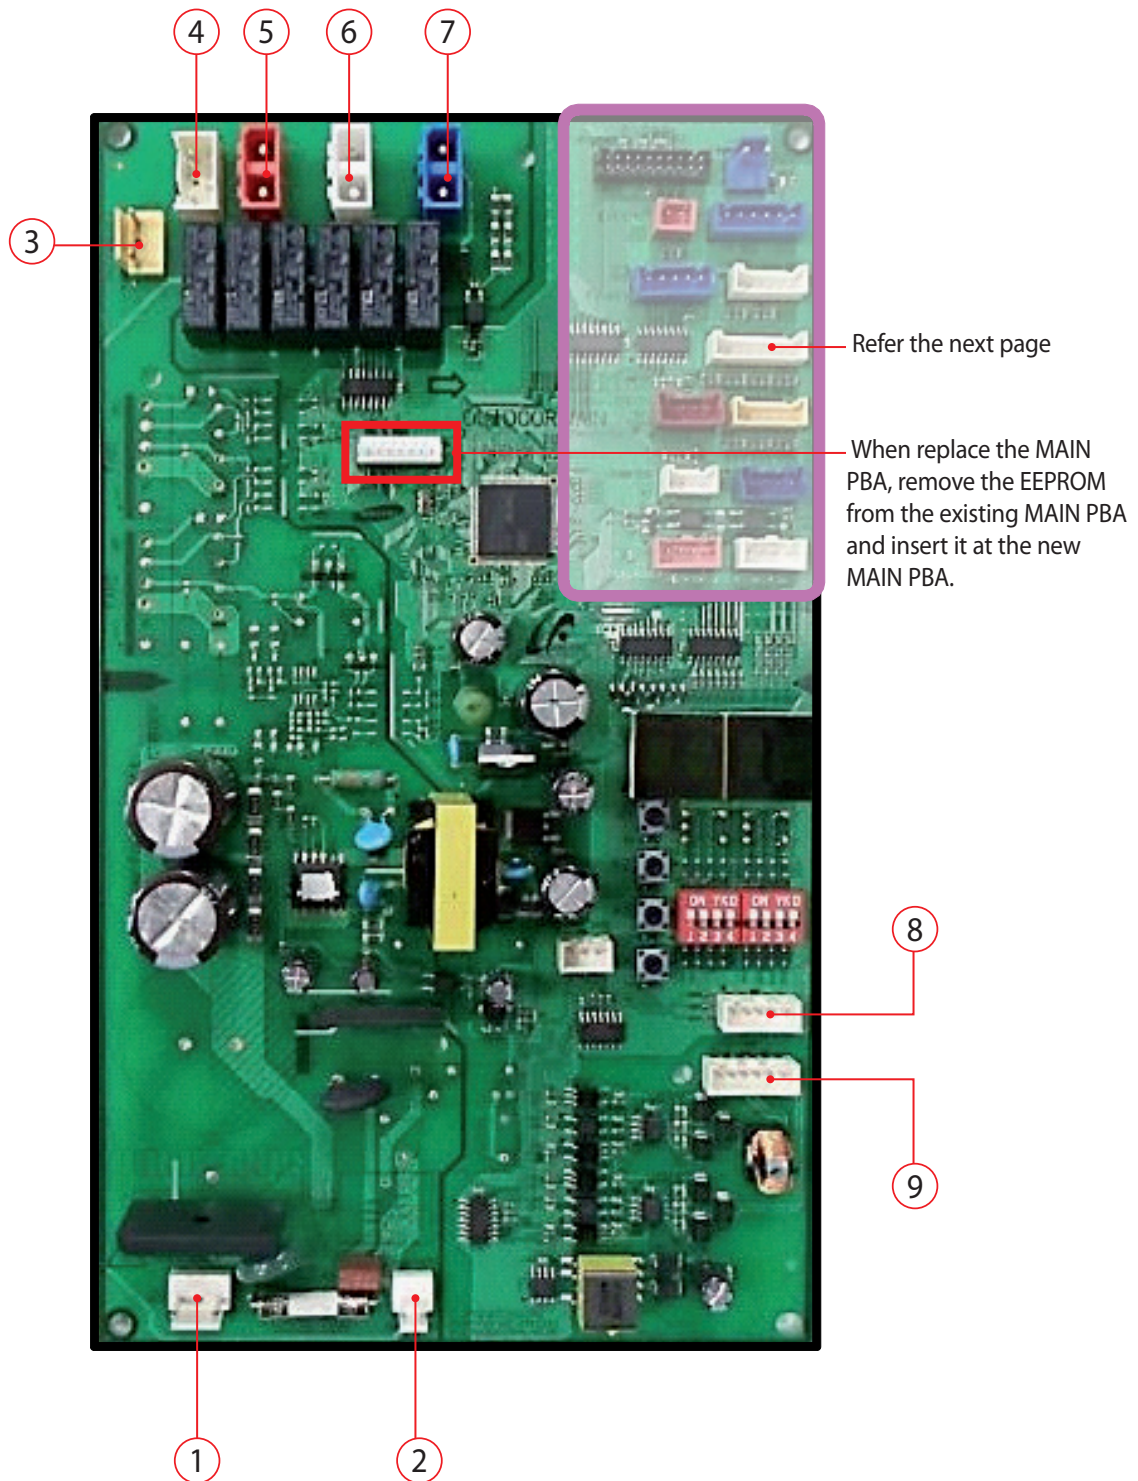 4
5
6
7
3
Refer the next page
When replace the MAIN
PBA, remove the EEPROM
from the existing MAIN PBA
and insert it at the new
MAIN PBA.
8
9
1
2